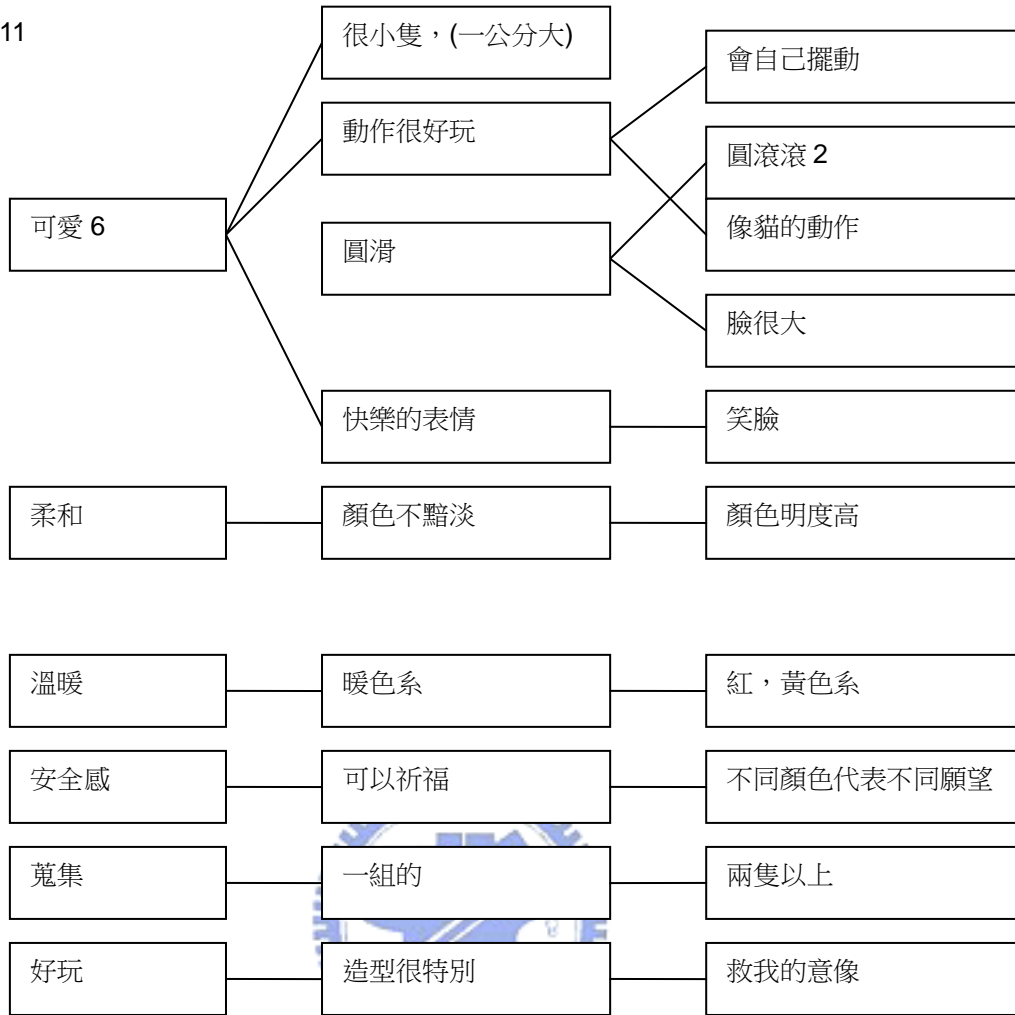 11
很小隻，(一公分大)
會自己擺動
動作很好玩
圓滾滾 2
可愛 6
像貓的動作
圓滑
臉很大
快樂的表情
笑臉
柔和
顏色不黯淡
顏色明度高
溫暖
暖色系
紅，黃色系
安全感
可以祈福
不同顏色代表不同願望
蒐集
一組的
兩隻以上
好玩
造型很特別
救我的意像